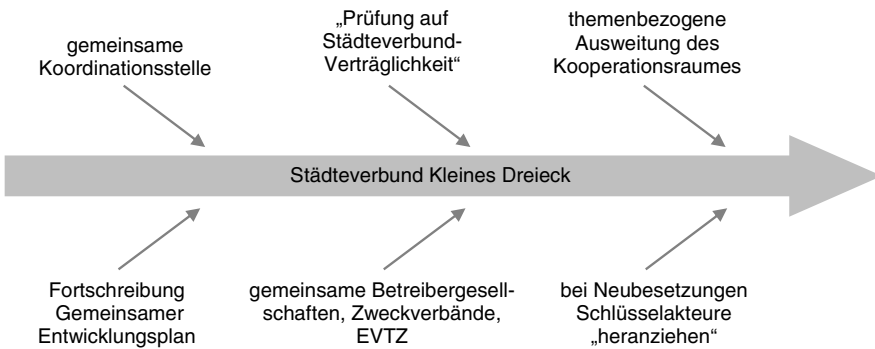 gemeinsame
Koordinationsstelle
„Prüfung auf
Städteverbund-
Verträglichkeit“
themenbezogene
Ausweitung des
Kooperationsraumes
Städteverbund Kleines Dreieck
Fortschreibung
Gemeinsamer
Entwicklungsplan
gemeinsame Betreibergesell-
schaften, Zweckverbände,
EVTZ
bei Neubesetzungen
Schlüsselakteure
„heranziehen“